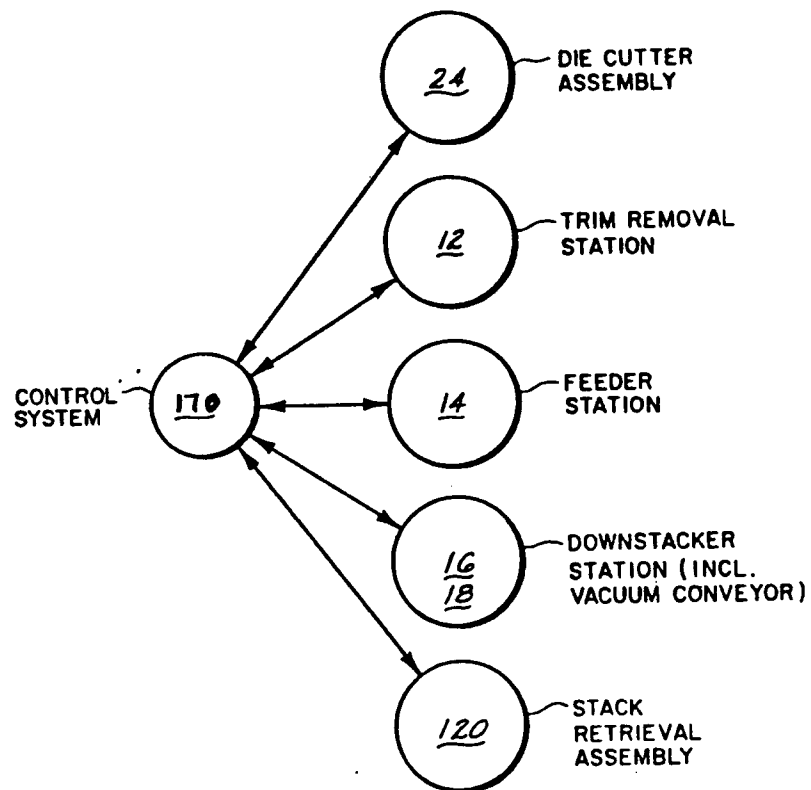 24
DIE CUTTER
ASSEMBLY
12
TRIM REMOVAL
STATION
CONTROL
SYSTEM
170
14
FEEDER
STATION
16
18
DOWNSTACKER
STATION (INCL.
VACUUM CONVEYOR)
120
STACK
RETRIEVAL
ASSEMBLY